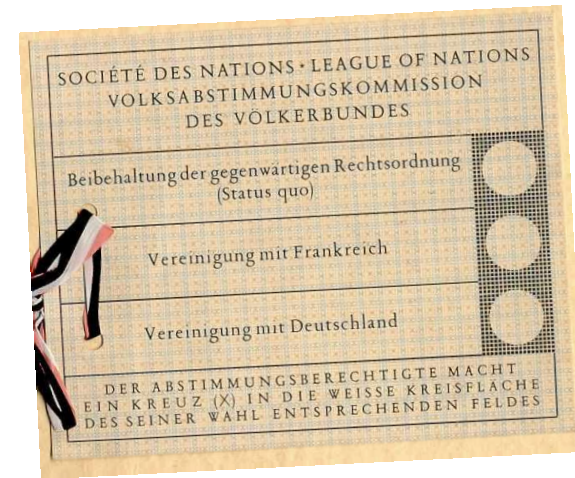 SOCIÉTÉ DES NATIONS • LEAGUE OF NATIONS
VOLKSABSTIMMUNGSKOMMISSION
DES VÖLKERBUNDES
Beibehaltung der gegenwärtigen Rechtsordnung
(Status quo)
Vereinigung mit Frankreich
Vereinigung mit Deutschland
DER ABSTIMMUNGSBERECHTIGTE MACHT
EIN KREUZ (X) IN DIE WEISSE KREISFLÄCHE
DES SEINER WAHL ENTSPRECHENDEN FELDES